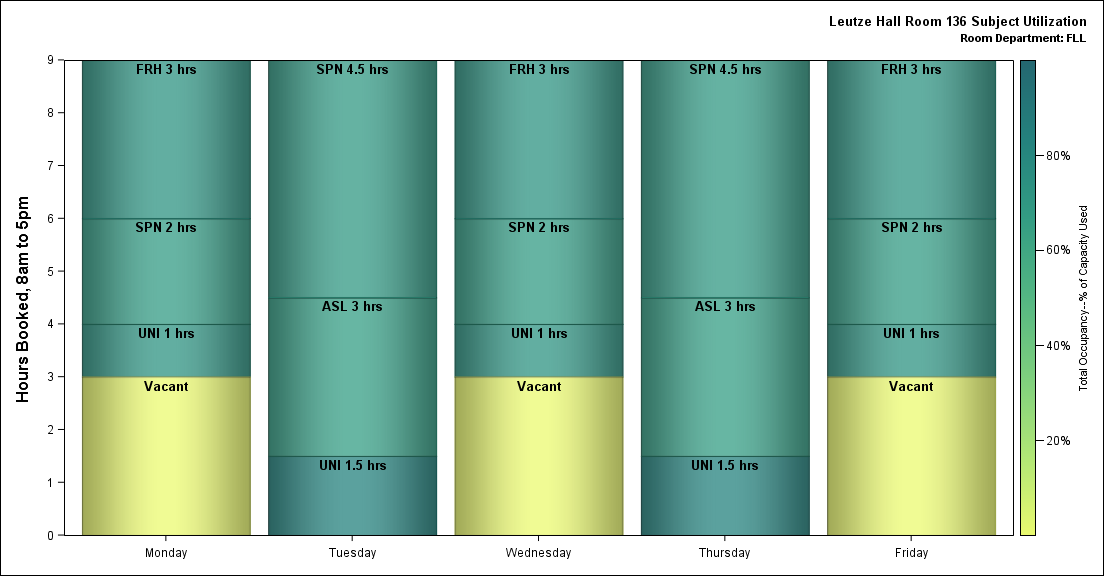 Leutze Hall Room 136 Subject Utilization
Room Department: FLL
Hours Booked, 8am to 5pm
9
8
7
6
5
4
3
2
1
0
FRH 3 hrs
SPN 2 hrs
UNI 1 hrs
Vacant
SPN 4.5 hrs
ASL 3 hrs
UNI 1.5 hrs
FRH 3 hrs
SPN 2 hrs
UNI 1 hrs
Vacant
SPN 4.5 hrs
ASL 3 hrs
UNI 1.5 hrs
FRH 3 hrs
SPN 2 hrs
UNI 1 hrs
Vacant
Monday
Tuesday
Wednesday
Thursday
Friday
80%
60%
40%
20%
Total Occupancy--% of Capacity Used